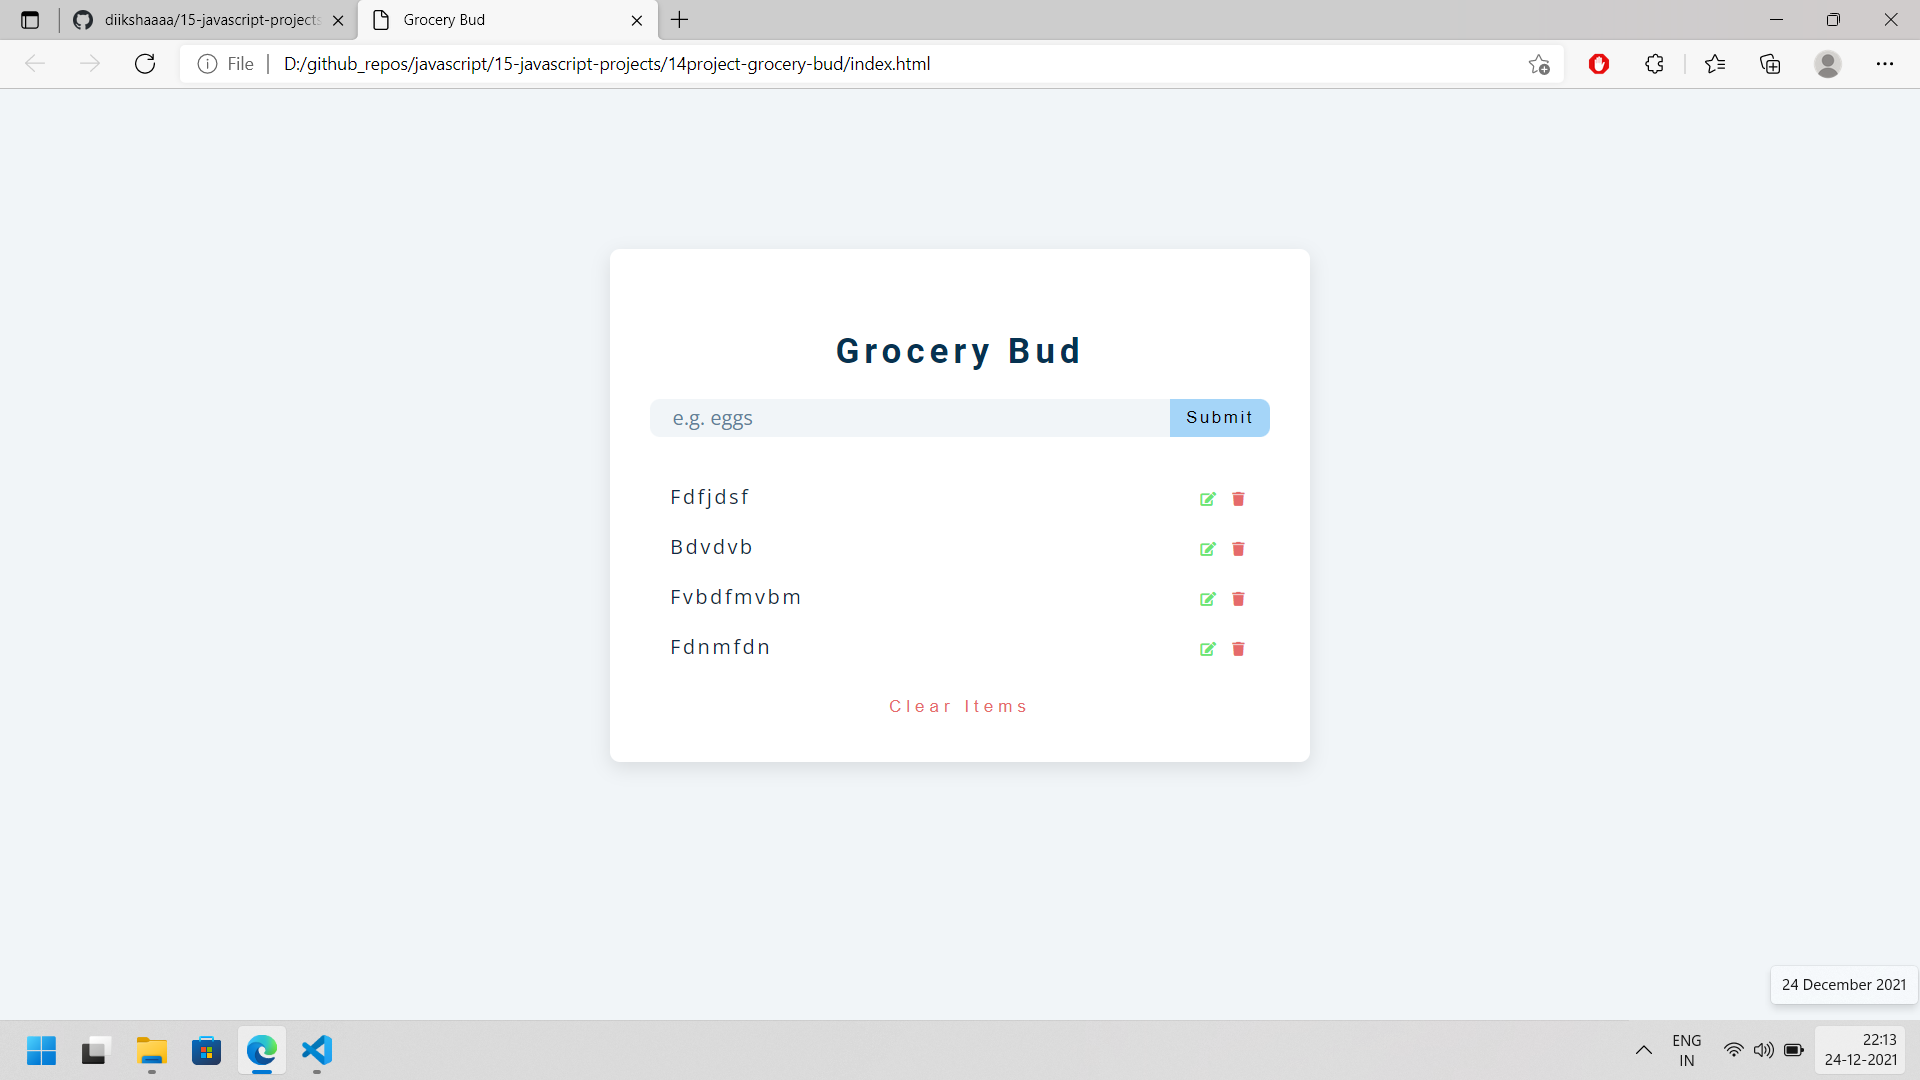 diikshaaaa/15-javascript-projects
Grocery Bud
File
D:/github_repos/javascript/15-javascript-projects/14project-grocery-bud/index.html
Grocery Bud
e.g. eggs
Submit
Fdfjdsf
Bdvdvb
Fvbdfmvbm
Fdnmfdn
Clear Items
24 December 2021
ENG
IN
22:13
24-12-2021